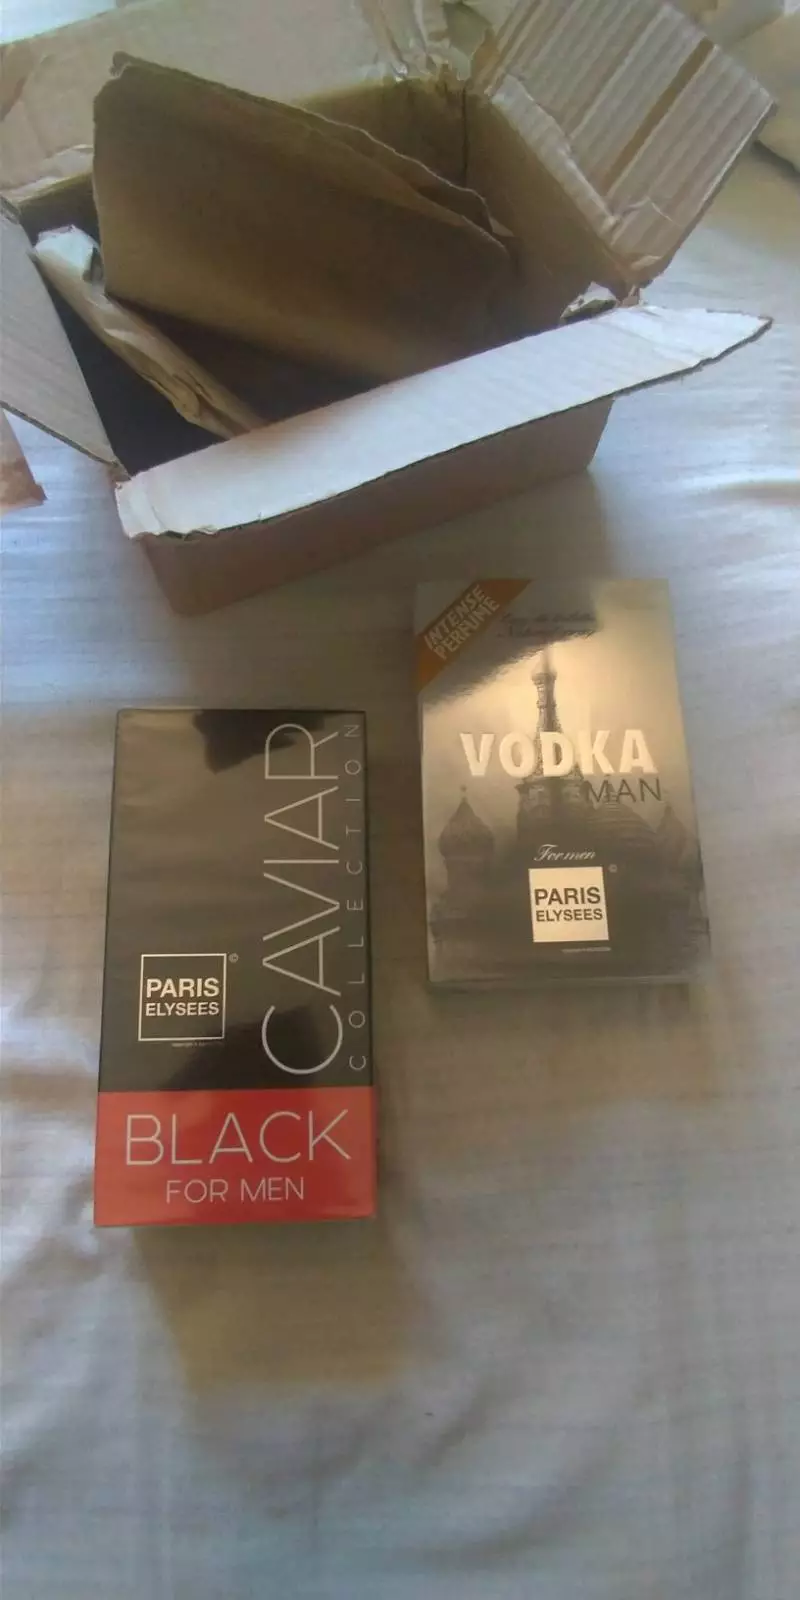 INTENSE
PERFUME
VODKA
MAN
For men
PARIS
ELYSEES
©
CAVIAR
COLLECTION
PARIS
ELYSEES
©
BLACK
FOR MEN